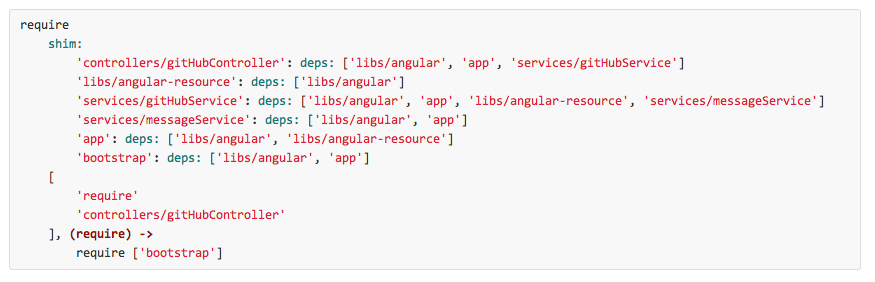 require
    shim:
        'controllers/gitHubController': deps: ['libs/angular', 'app', 'services/gitHubService']
        'libs/angular-resource': deps: ['libs/angular']
        'services/gitHubService': deps: ['libs/angular', 'app', 'libs/angular-resource', 'services/messageService']
        'services/messageService': deps: ['libs/angular', 'app']
        'app': deps: ['libs/angular', 'libs/angular-resource']
        'bootstrap': deps: ['libs/angular', 'app']
    [
        'require'
        'controllers/gitHubController'
    ], (require) ->
        require ['bootstrap']